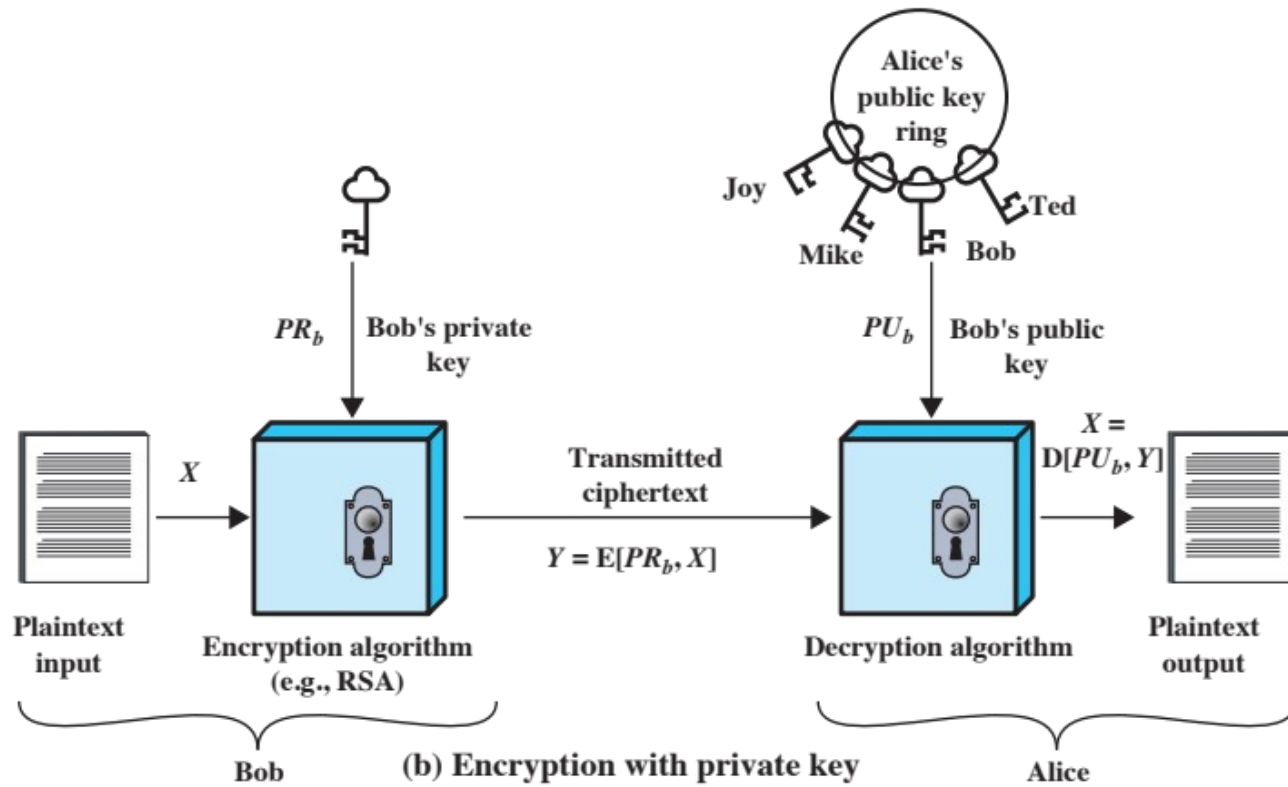 Alice's
public key
ring
Joy
Ted
Mike
Bob
PR_b
Bob's private
key
PU_b
Bob's public
key
X
Transmitted
ciphertext
Y = E[PR_b, X]
X =
D[PU_b, Y]
Plaintext
input
Encryption algorithm
(e.g., RSA)
Decryption algorithm
Plaintext
output
Bob
(b) Encryption with private key
Alice